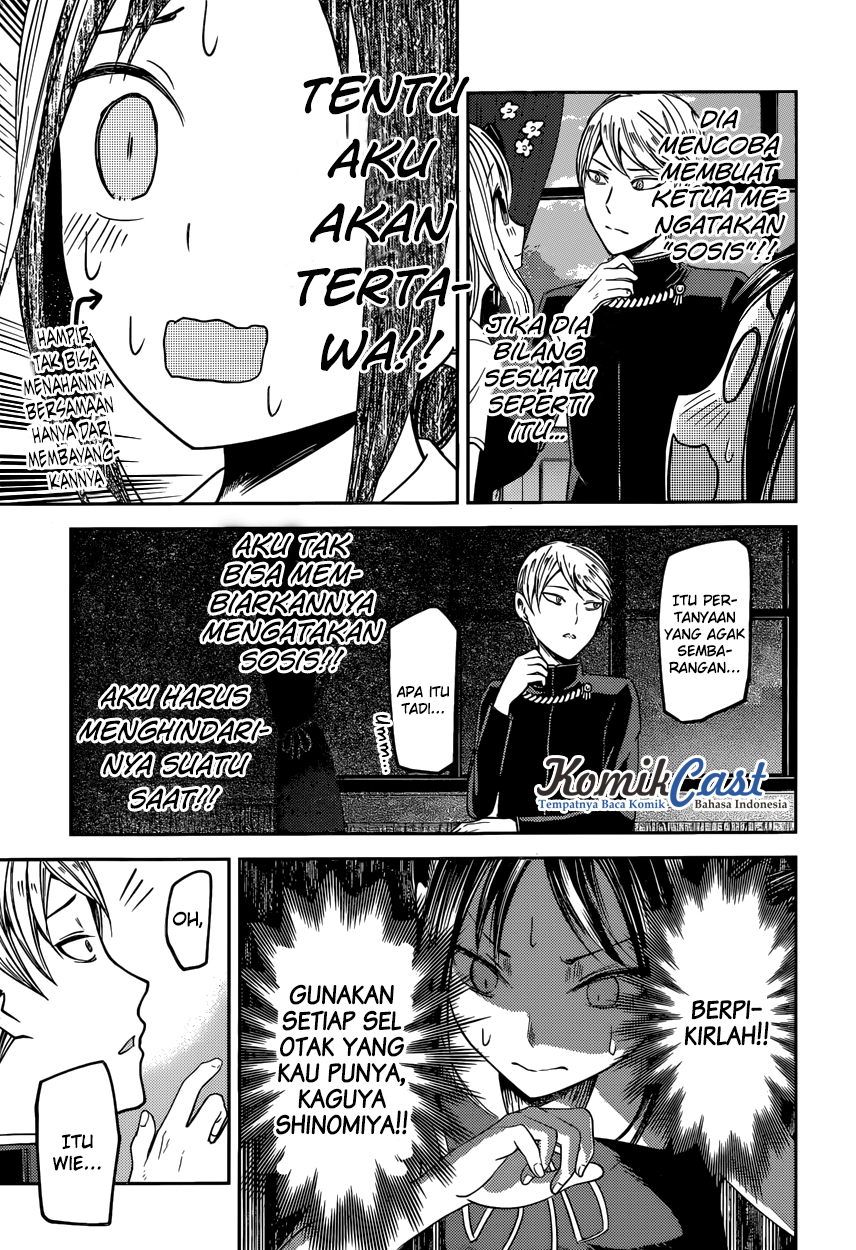 DIA
MENCOBA
MEMBUAT
KETUA ME-
NGATAKAN
"SOSIS"!!
JIKA DIA
BILANG
SESUATU
SEPERTI
ITU...
TENTU
AKU
AKAN
TERTA-
WA!!
HAMPIR
TAK BISA
MENAHANNYA
BERSAMAAN
HANYA DARI
MEMBAYANG-
KANNYA
ITU PER-
TANYAAN
YANG AGAK
SEMBA-
RANGAN...
APA ITU
TADI...
Umm...
AKU TAK
BISA MEM-
BIARKANNYA
MENGATAKAN
SOSIS!!
AKU HARUS
MENGHINDARI-
NYA SUATU
SAAT!!
KomikCast
Tempatnya Baca Komik Bahasa Indonesia
BERPI-
KIRLAH!!
GUNAKAN
SETIAP SEL
OTAK YANG
KAU PUNYA,
KAGUYA
SHINOMIYA!!
OH,
ITU
WIE...